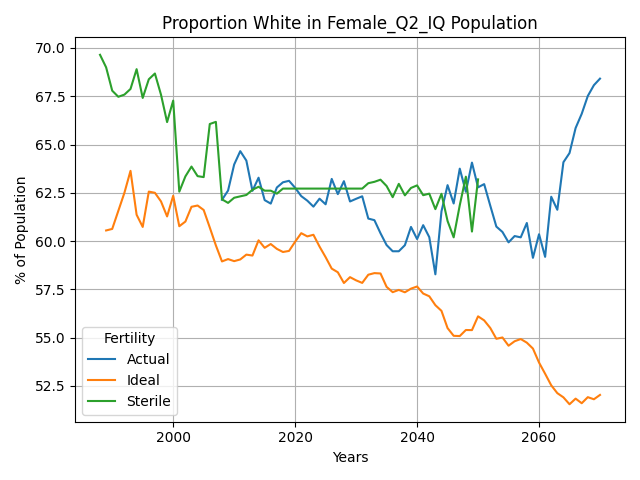 Proportion White in Female_Q2_IQ Population
% of Population
70.0
67.5
65.0
62.5
60.0
57.5
55.0
52.5
Fertility
Actual
Ideal
Sterile
2000
2020
2040
2060
Years